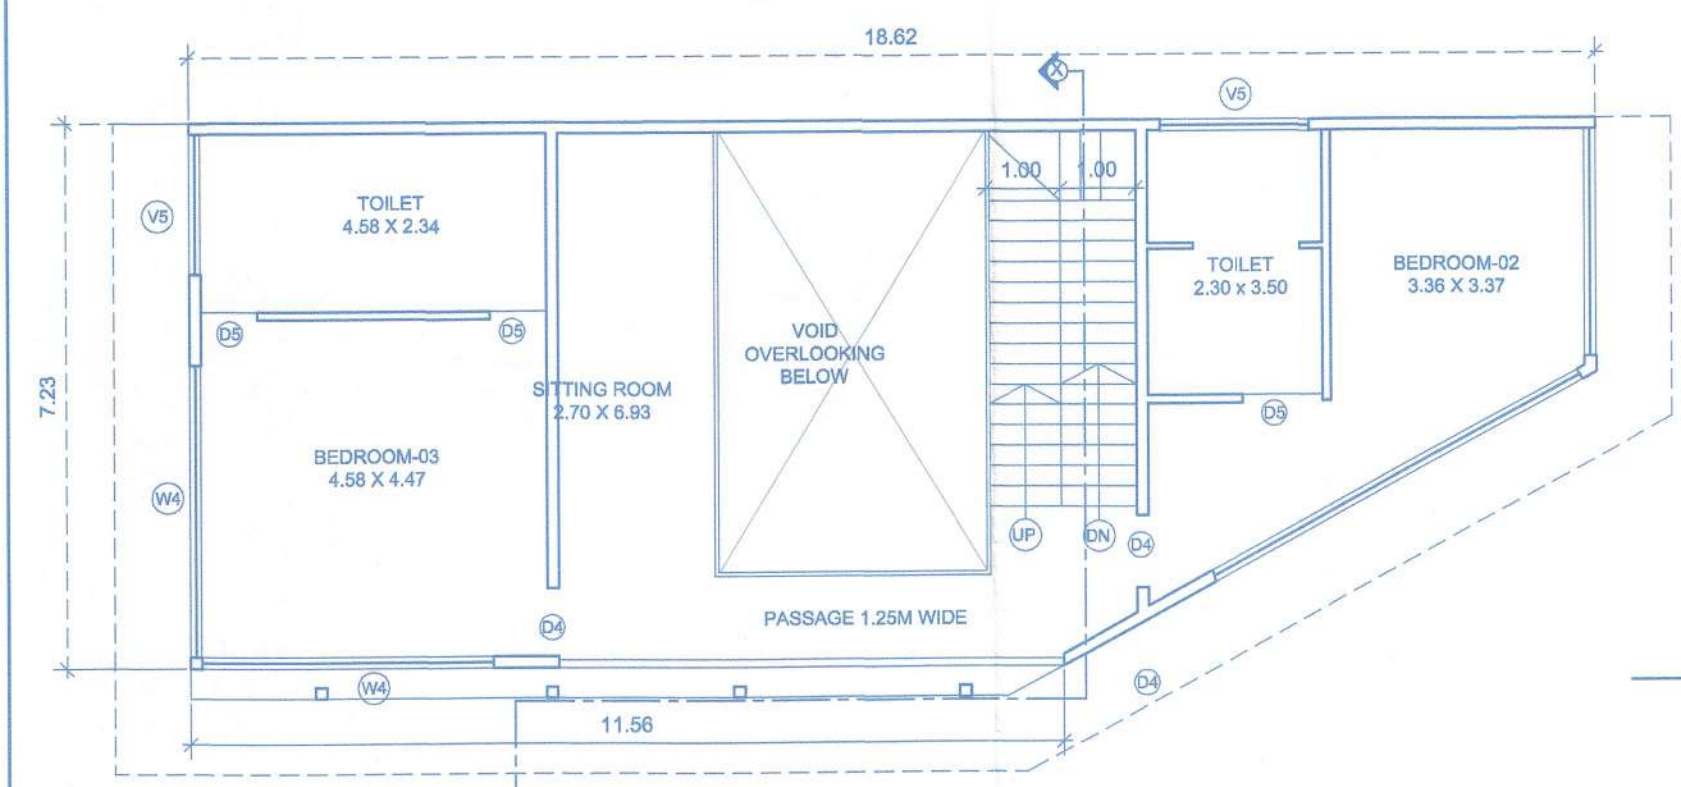 18.62
X
V5
1.00
1.00
TOILET
4.58 X 2.34
V5
TOILET
2.30 x 3.50
BEDROOM-02
3.36 X 3.37
D5
D5
VOID
OVERLOOKING
BELOW
7.23
SITTING ROOM
2.70 X 6.93
D5
BEDROOM-03
4.58 X 4.47
W4
UP
DN
D4
PASSAGE 1.25M WIDE
D4
W4
D4
11.56